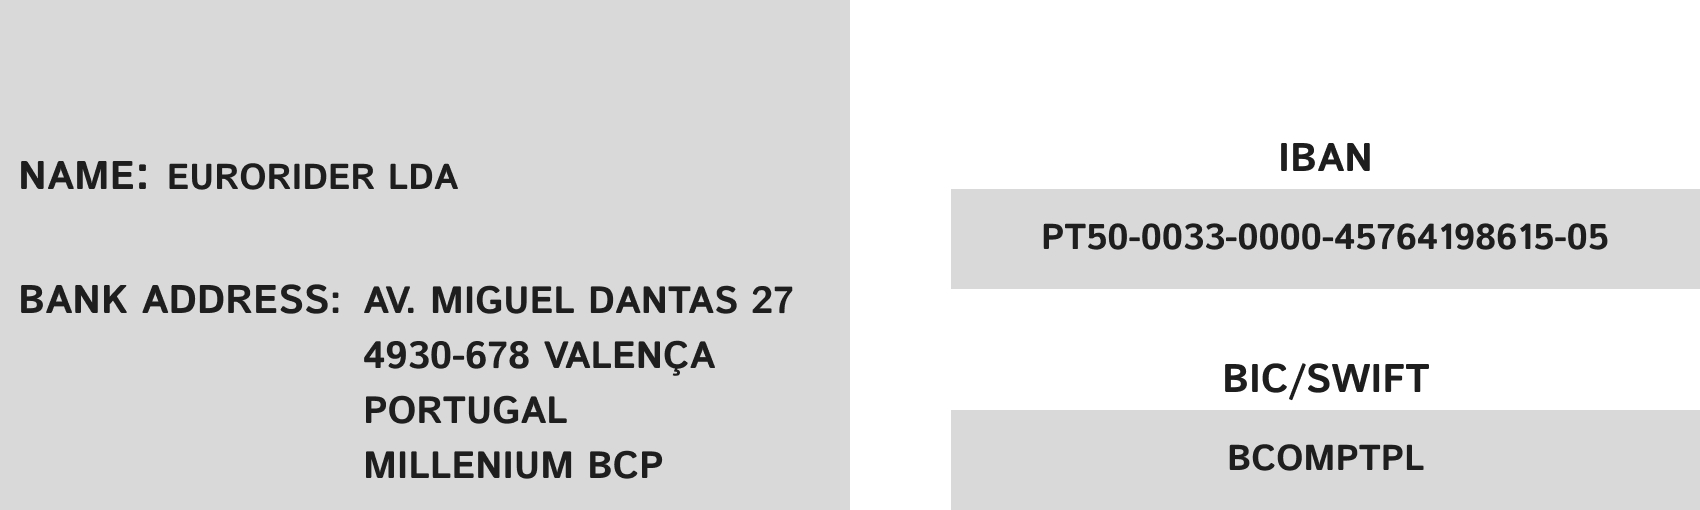 NAME: EURORIDER LDA
BANK ADDRESS: AV. MIGUEL DANTAS 27
4930-678 VALENÇA
PORTUGAL
MILLENIUM BCP
IBAN
PT50-0033-0000-45764198615-05
BIC/SWIFT
BCOMPTPL